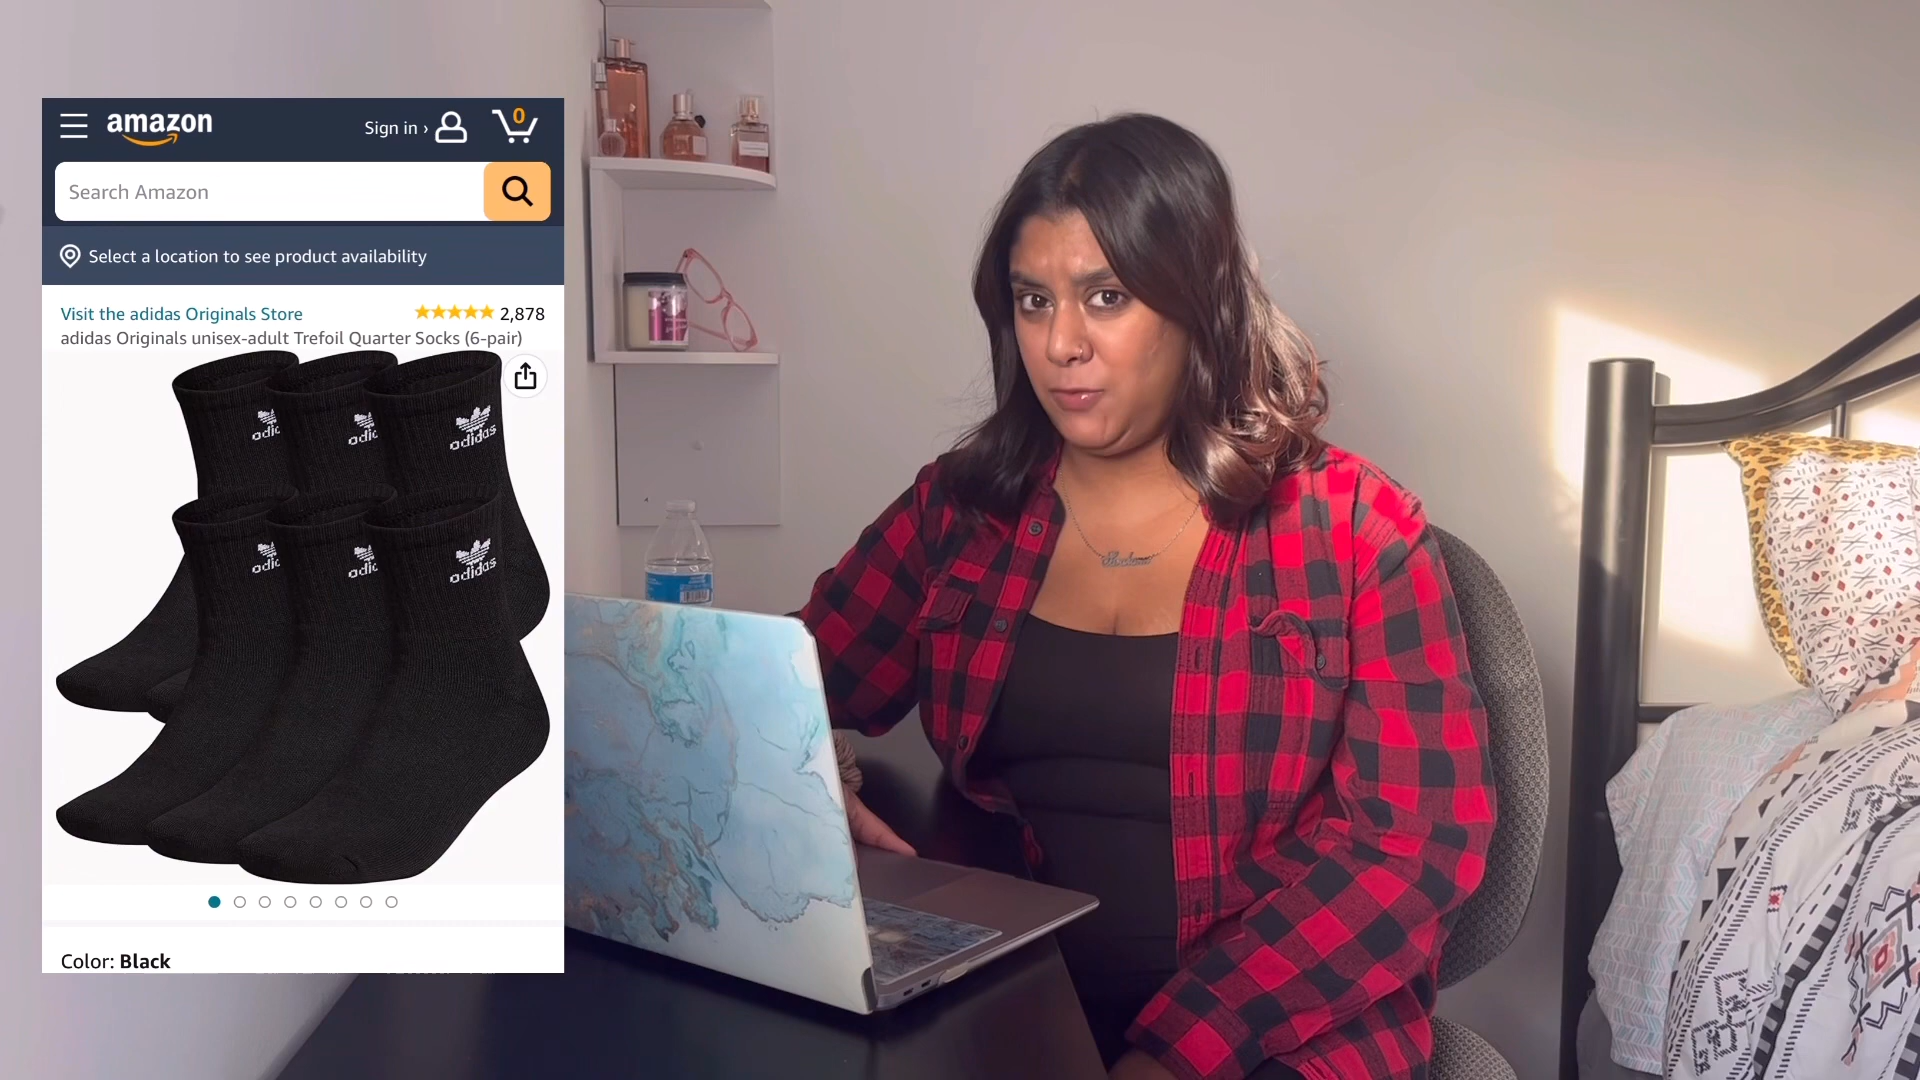 amazon
Sign in ›
0
Search Amazon
Select a location to see product availability
Visit the adidas Originals Store
2,878
adidas Originals unisex-adult Trefoil Quarter Socks (6-pair)
adic
adic
adidas
adic
adic
adidas
Color: Black